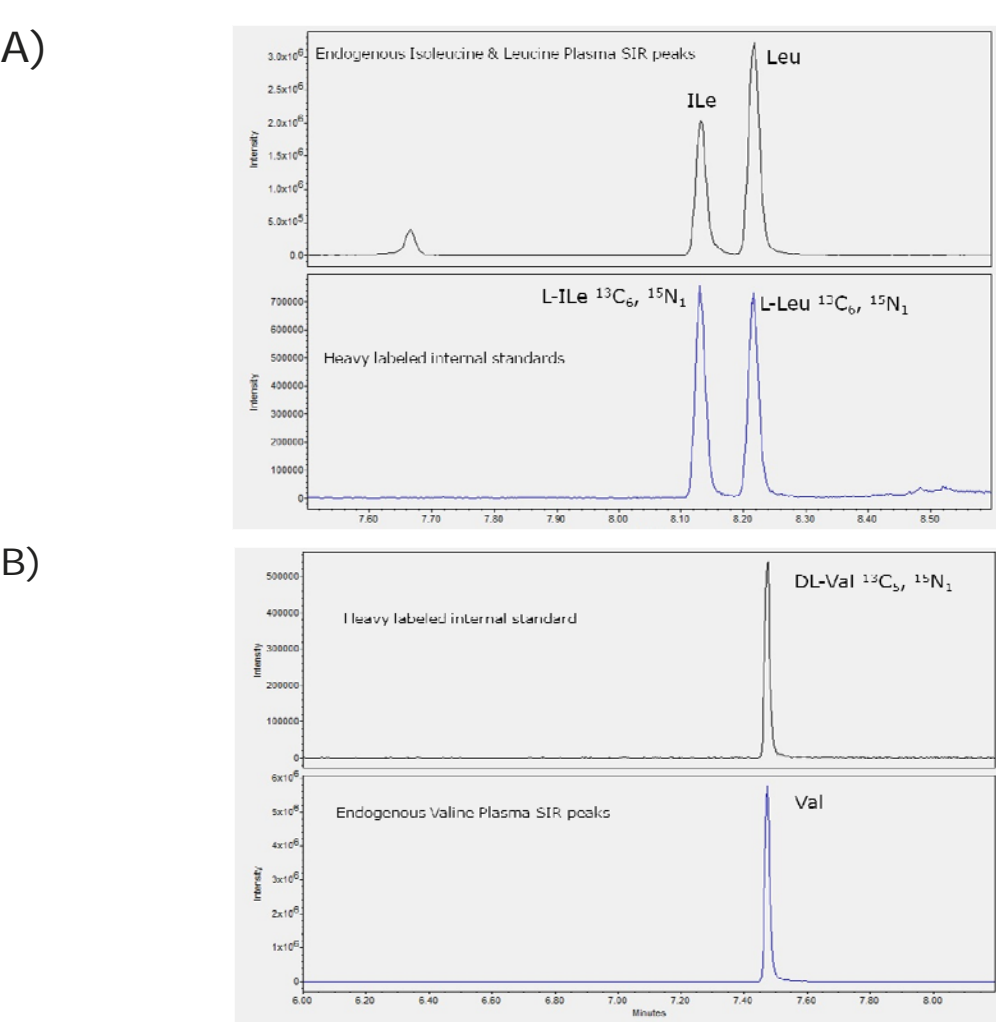 A)
Endogenous Isoleucine & Leucine Plasma SIR peaks
Leu
ILe
3.0x10⁶
2.5x10⁶
2.0x10⁶
1.5x10⁶
1.0x10⁶
5.0x10⁵
0.0
Intensity
L-ILe ¹³C₆, ¹⁵N₁
L-Leu ¹³C₆, ¹⁵N₁
Heavy labeled internal standards
700000
600000
500000
400000
300000
200000
100000
0
Intensity
7.60 7.70 7.80 7.90 8.00 8.10 8.20 8.30 8.40 8.50
B)
DL-Val ¹³C₅, ¹⁵N₁
Heavy labeled internal standard
500000
400000
300000
200000
100000
0
Intensity
Val
Endogenous Valine Plasma SIR peaks
6x10⁶
5x10⁶
4x10⁶
3x10⁶
2x10⁶
1x10⁶
0
Intensity
6.00 6.20 6.40 6.60 6.80 7.00 7.20 7.40 7.60 7.80 8.00
Minutes